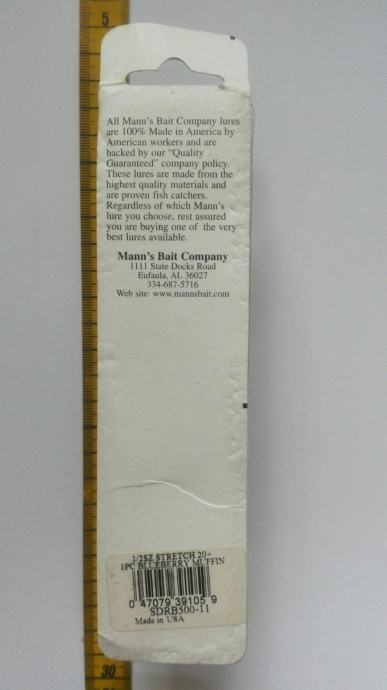 5
All Mann's Bait Company lures
are 100% Made in America by
American workers and are
backed by our "Quality
Guaranteed" company policy.
These lures are made from the
highest quality materials and
are proven fish catchers.
Regardless of which Mann's
lure you choose, rest assured
you are buying one of the very
best lures available.
Mann's Bait Company
1111 State Docks Road
Eufaula, AL 36027
334-687-5716
Web site: www.mannsbait.com
1/2SZ STRETCH 20+
1PC BLUEBERRY MUFFIN
0 47079 39105 9
SDRB500-11
Made in USA
30